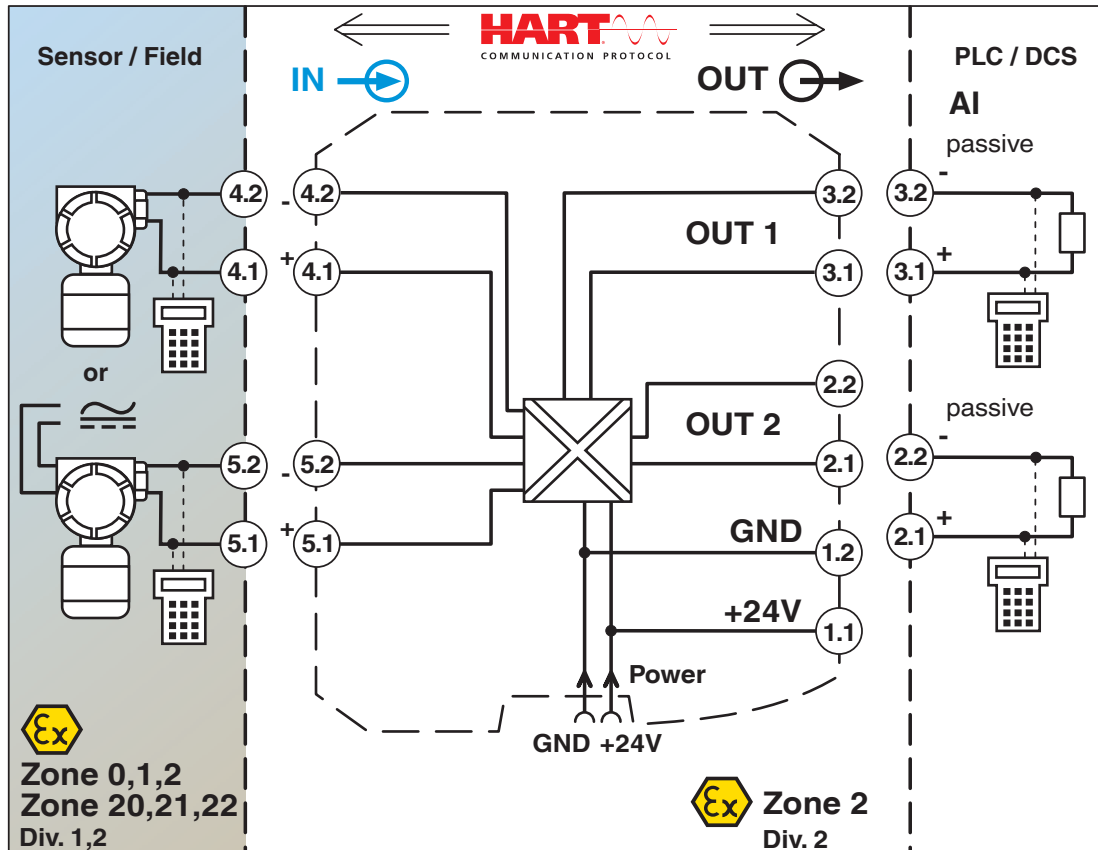 HART
COMMUNICATION PROTOCOL
Sensor / Field
PLC / DCS
IN
OUT
AI
passive
4.2
-
4.2
3.2
3.2
-
OUT 1
4.1
+
4.1
3.1
3.1
+
or
2.2
passive
OUT 2
5.2
-
5.2
2.1
2.2
-
5.1
+
5.1
GND
1.2
2.1
+
+24V
1.1
Power
GND +24V
Ex
Zone 0,1,2
Zone 20,21,22
Div. 1,2
Ex
Zone 2
Div. 2